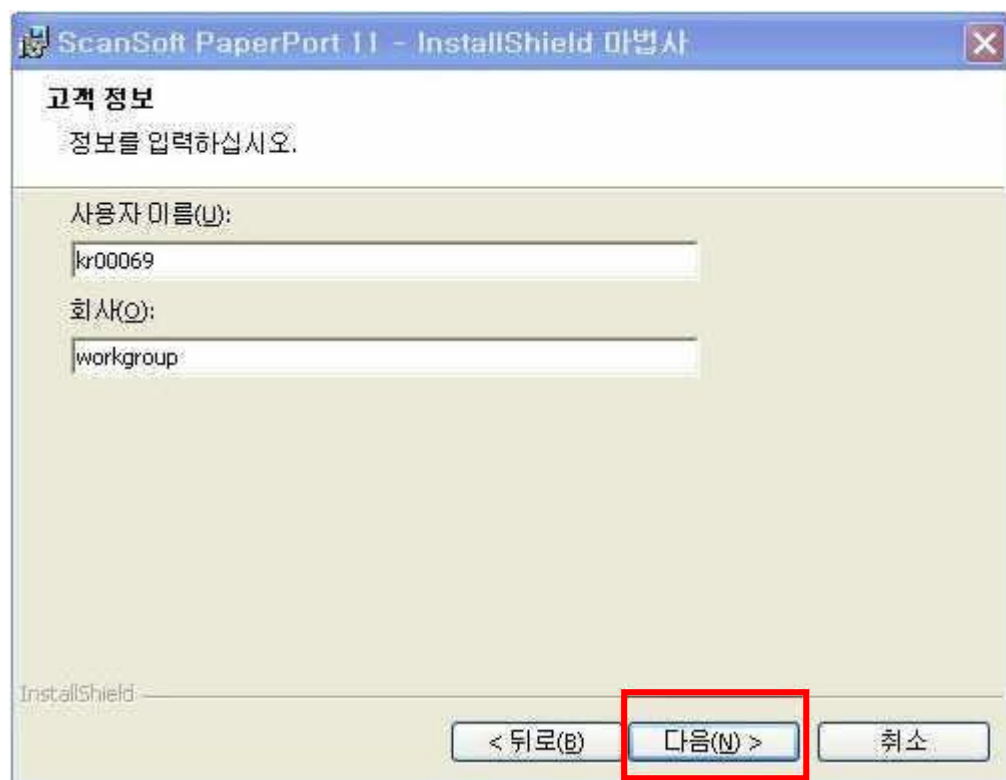 ScanSoft PaperPort 11 - InstallShield 마법사
고객 정보
정보를 입력하십시오.
사용자 이름(U):
kr00069
회사(O):
workgroup
InstallShield
< 뒤로(B) 다음(N) > 취소